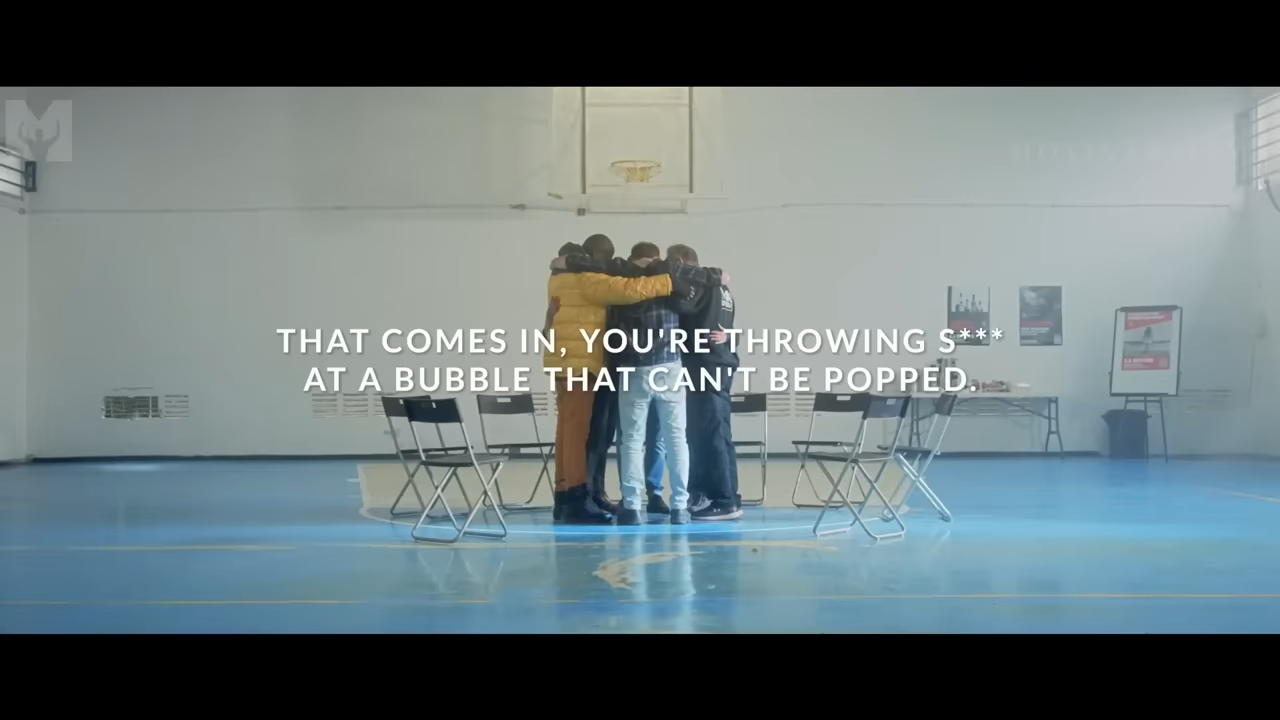 THAT COMES IN, YOU'RE THROWING S***
AT A BUBBLE THAT CAN'T BE POPPED.